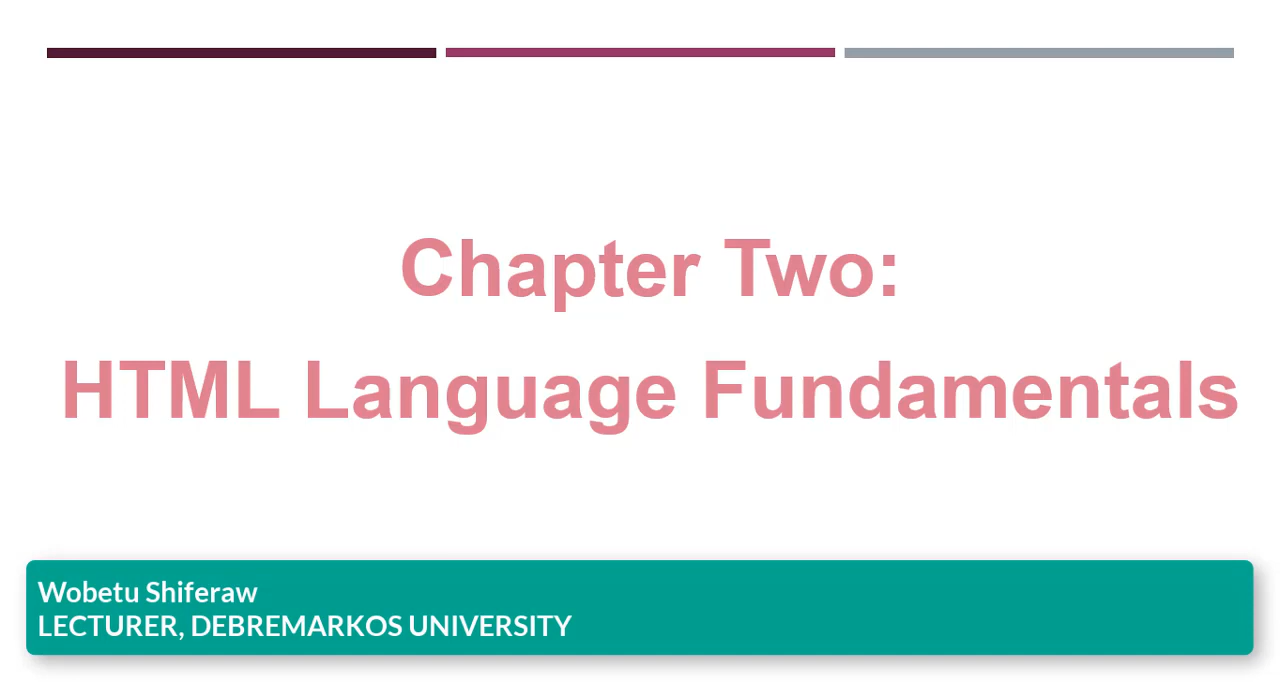 Chapter Two:
HTML Language Fundamentals
Wobetu Shiferaw
LECTURER, DEBREMARKOS UNIVERSITY